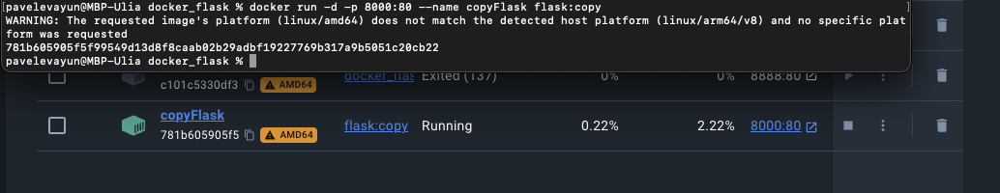 [pavelevayun@MBP-Ulia docker_flask % docker run -d -p 8000:80 --name copyFlask flask:copy ]
WARNING: The requested image's platform (linux/amd64) does not match the detected host platform (linux/arm64/v8) and no specific plat
form was requested
781b605905f5f99549d13d8f8caab02b29adbf19227769b317a9b5051c20cb22
pavelevayun@MBP-Ulia docker_flask %
docker_flas Exited (137) 0% 0% 8888:80
c101c5330df3 AMD64
copyFlask
781b605905f5 AMD64
flask:copy Running 0.22% 2.22% 8000:80